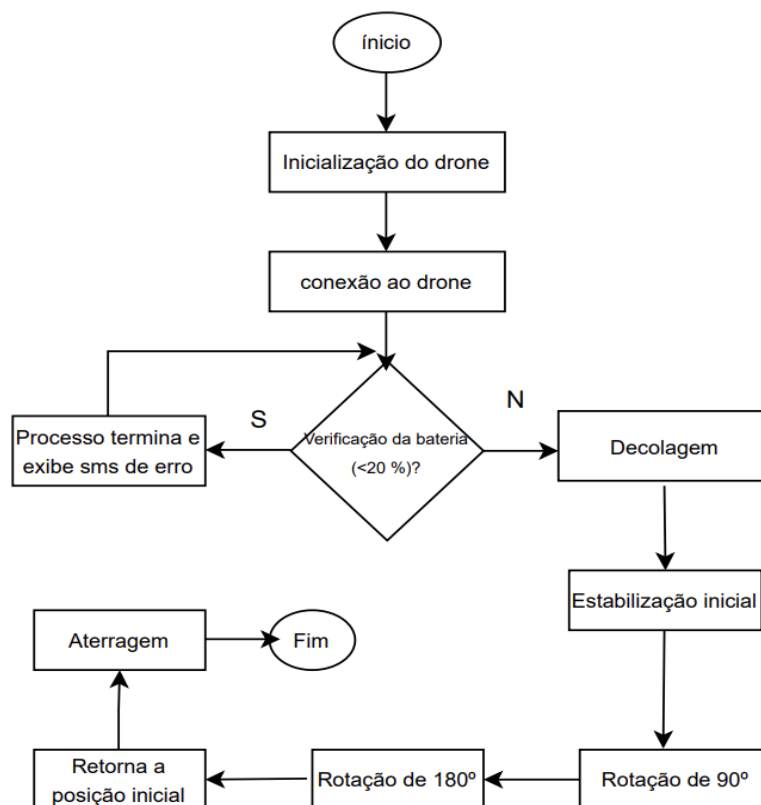 ínicio
Inicialização do drone
conexão ao drone
S
N
Processo termina e
exibe sms de erro
Verificação da bateria
(<20 %)?
Decolagem
Estabilização inicial
Rotação de 90º
Rotação de 180º
Retorna a
posição inicial
Aterragem
Fim